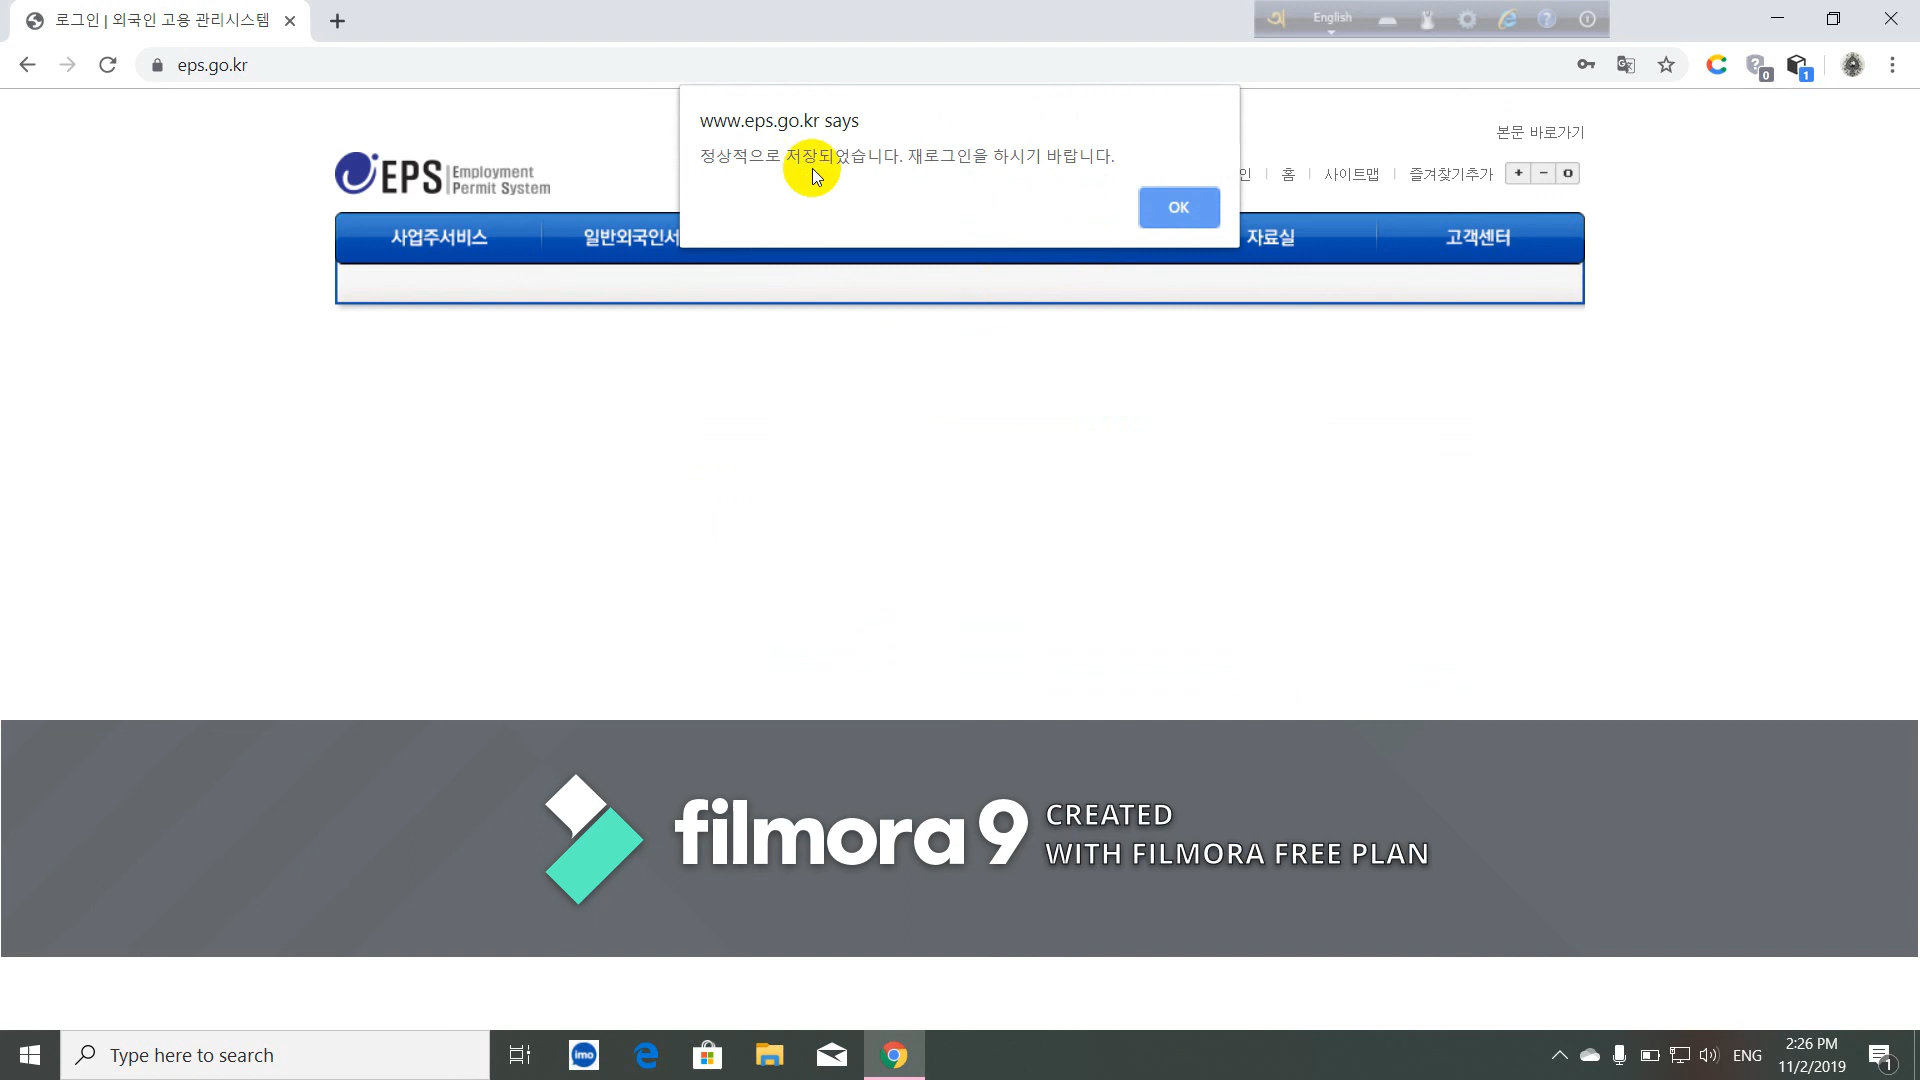 로그인 | 외국인 고용 관리시스템
English
eps.go.kr
0
1
www.eps.go.kr says
정상적으로 저장되었습니다. 재로그인을 하시기 바랍니다.
OK
본문 바로가기
EPS Employment Permit System
인 | 홈 | 사이트맵 | 즐겨찾기추가
사업주서비스
일반외국인서
자료실
고객센터
filmora 9
CREATED
WITH FILMORA FREE PLAN
Type here to search
imo
ENG
2:26 PM
11/2/2019
1